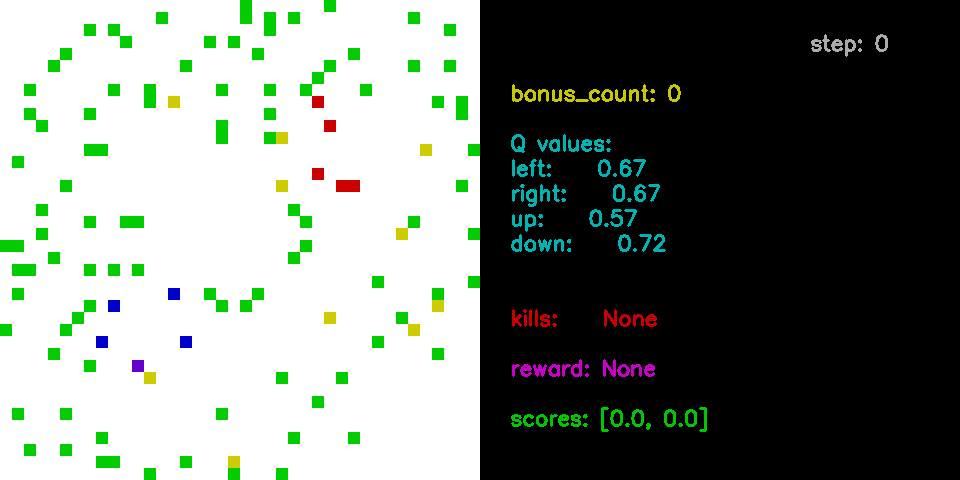 step: 0
bonus_count: 0
Q values:
left: 0.67
right: 0.67
up: 0.57
down: 0.72
kills: None
reward: None
scores: [0.0, 0.0]